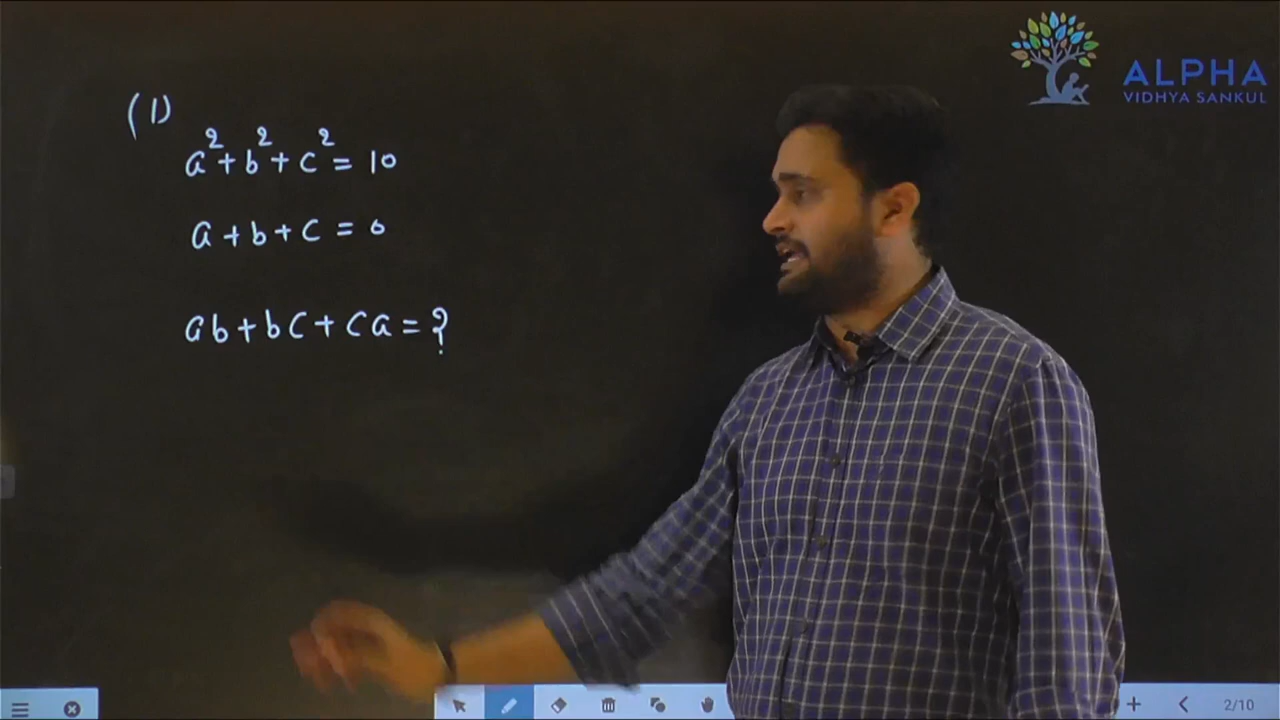 (1)
a²+b²+c² = 10
a+b+c = 0
ab+bc+ca = ?
ALPHA
VIDHYA SANKUL
2/10